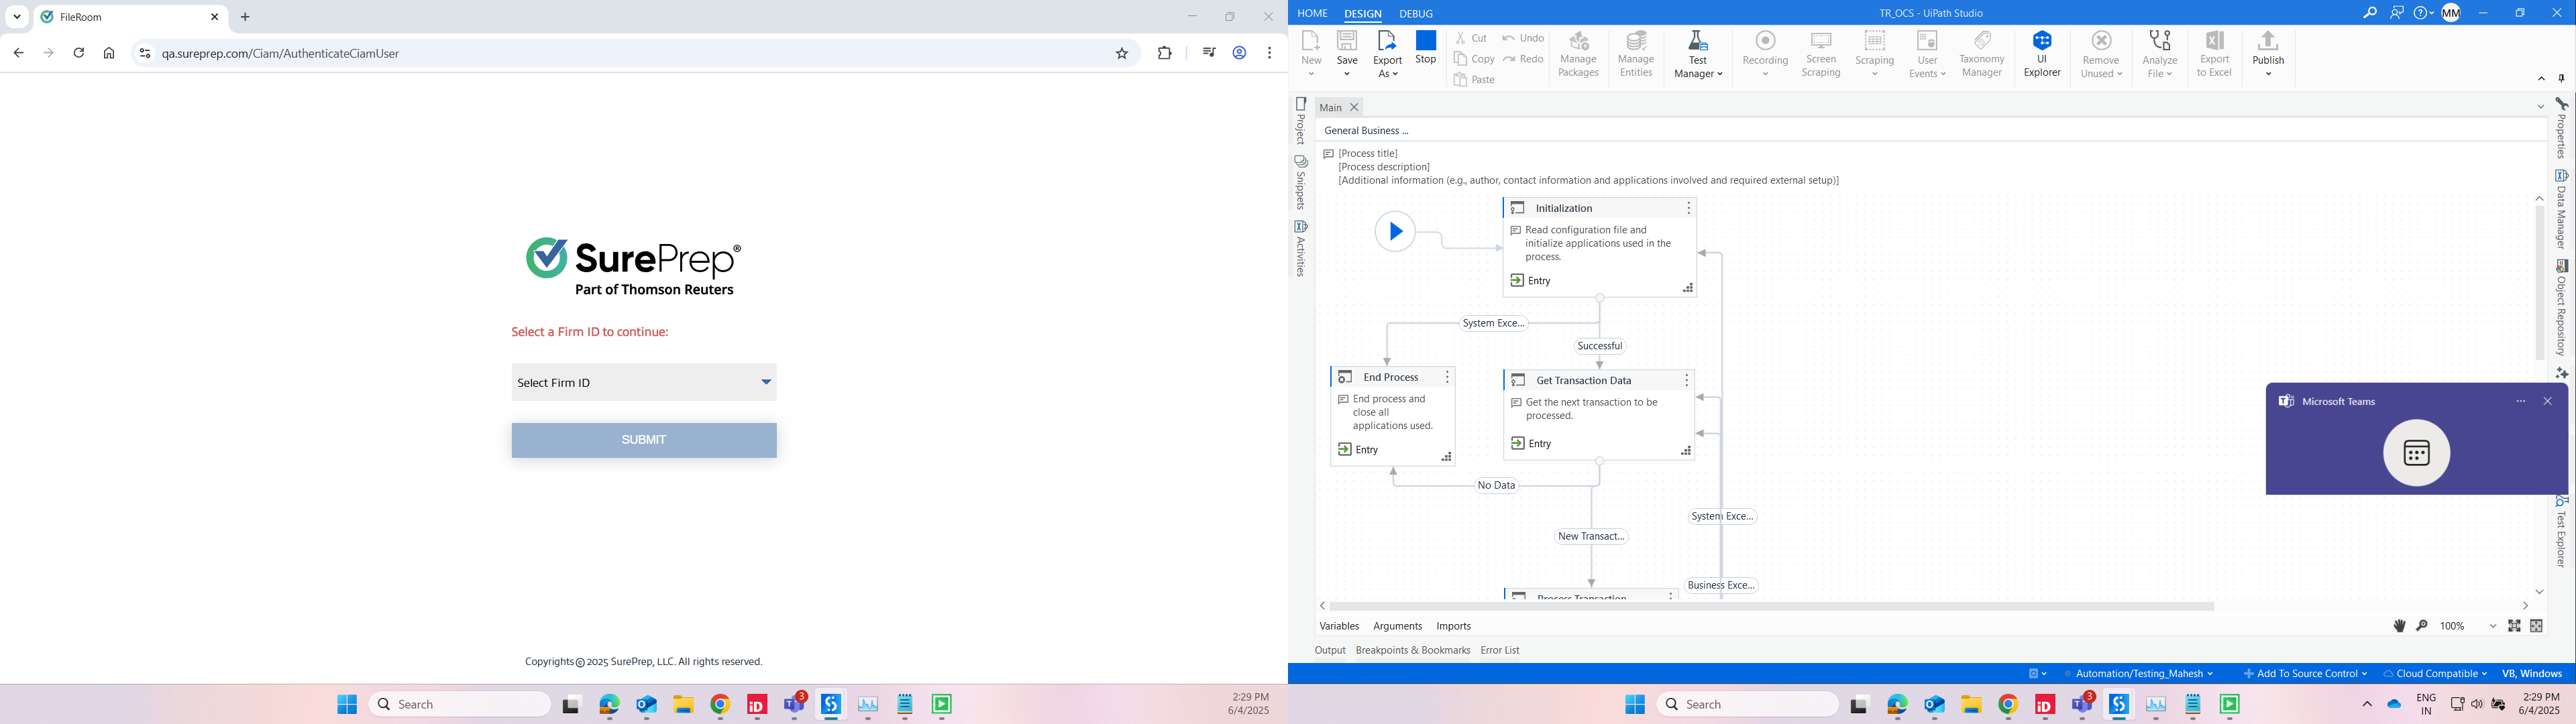 FileRoom
qa.sureprep.com/Ciam/AuthenticateCiamUser
SurePrep®
Part of Thomson Reuters
Select a Firm ID to continue:
Select Firm ID
SUBMIT
Copyrights© 2025 SurePrep, LLC. All rights reserved.
Search
3
2:29 PM
6/4/2025
HOME DESIGN DEBUG
TR_OCS - UiPath Studio
MM
New
Save
Export As
Stop
Cut
Copy
Paste
Undo
Redo
Manage Packages
Manage Entities
Test Manager
Recording
Screen Scraping
Scraping
User Events
Taxonomy Manager
UI Explorer
Remove Unused
Analyze File
Export to Excel
Publish
Project
Snippets
Activities
Main
General Business ...
[Process title]
[Process description]
[Additional information (e.g., author, contact information and applications involved and required external setup)]
Initialization
Read configuration file and
initialize applications used in the
process.
Entry
System Exce...
Successful
End Process
End process and
close all
applications used.
Entry
Get Transaction Data
Get the next transaction to be
processed.
Entry
No Data
System Exce...
New Transact...
Business Exce...
Process Transaction
Properties
Data Manager
Object Repository
Test Explorer
Microsoft Teams
Variables Arguments Imports
100%
Output Breakpoints & Bookmarks Error List
Automation/Testing_Mahesh
Add To Source Control
Cloud Compatible
VB, Windows
Search
3
ENG
IN
2:29 PM
6/4/2025